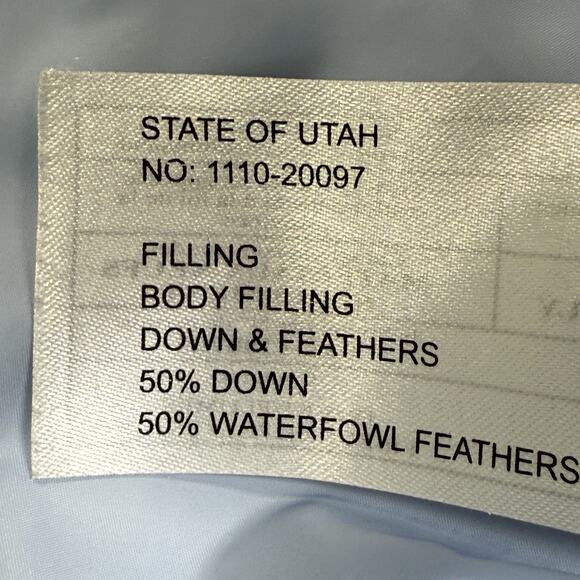 STATE OF UTAH
NO: 1110-20097
FILLING
BODY FILLING
DOWN & FEATHERS
50% DOWN
50% WATERFOWL FEATHERS